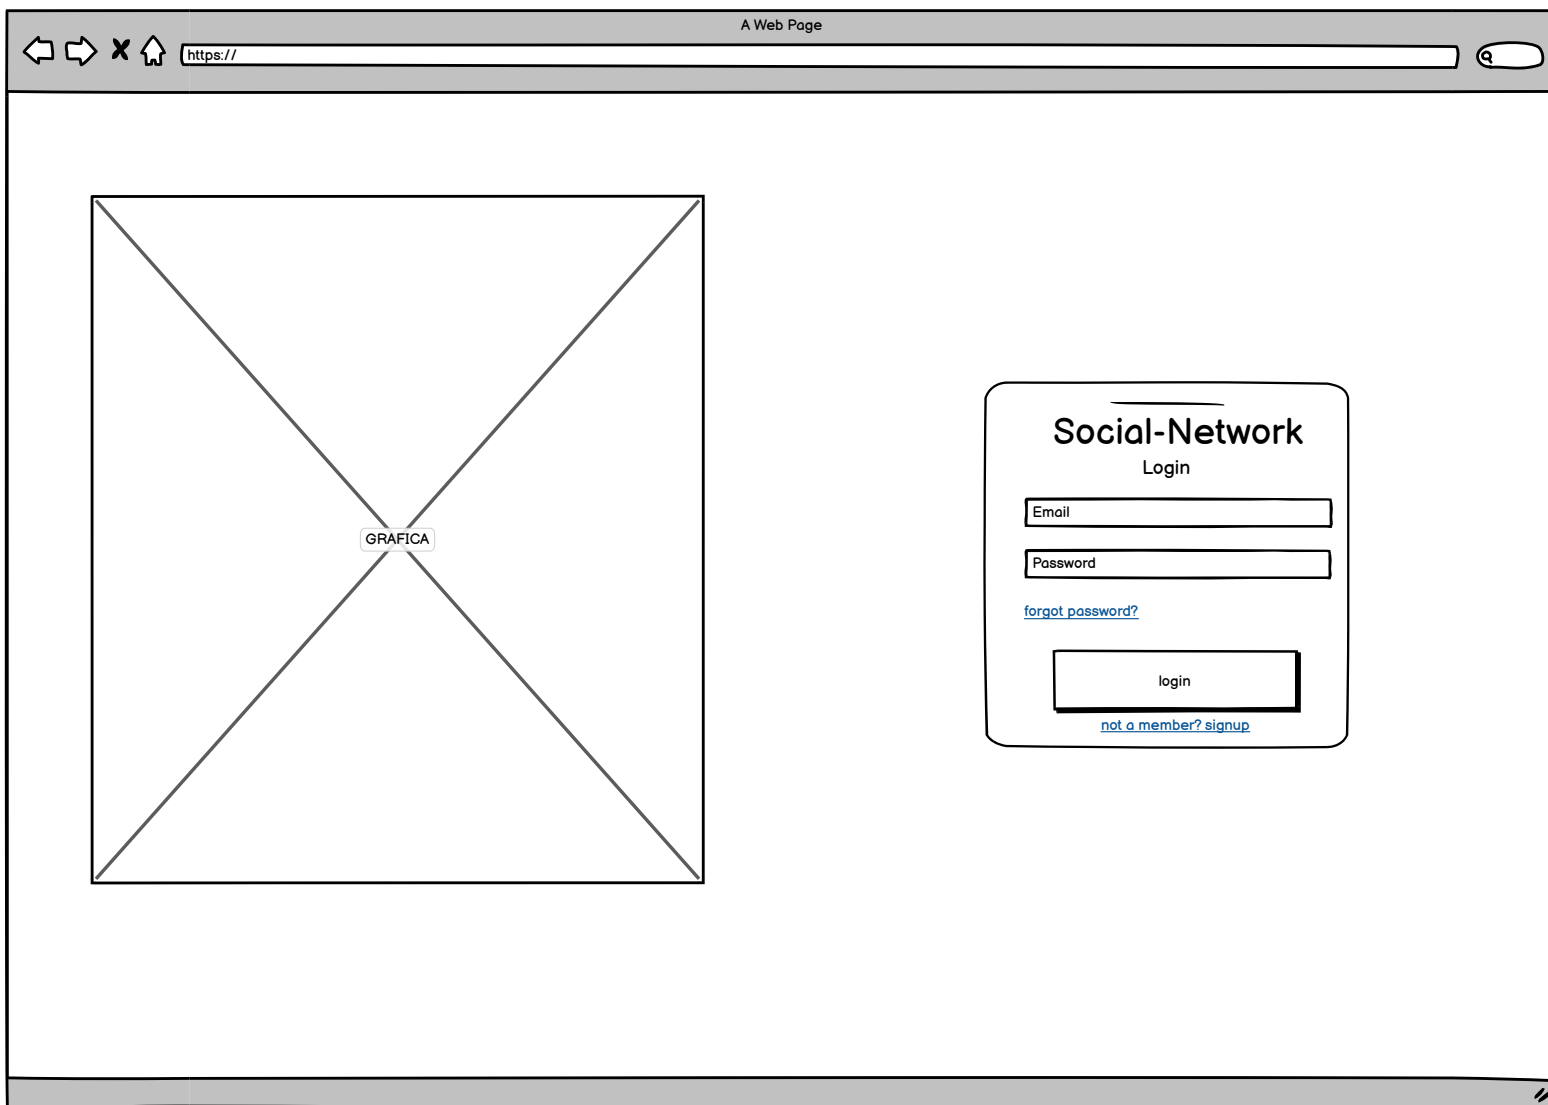 A Web Page
https://
GRAFICA
Social-Network
Login
Email
Password
forgot password?
login
not a member? signup